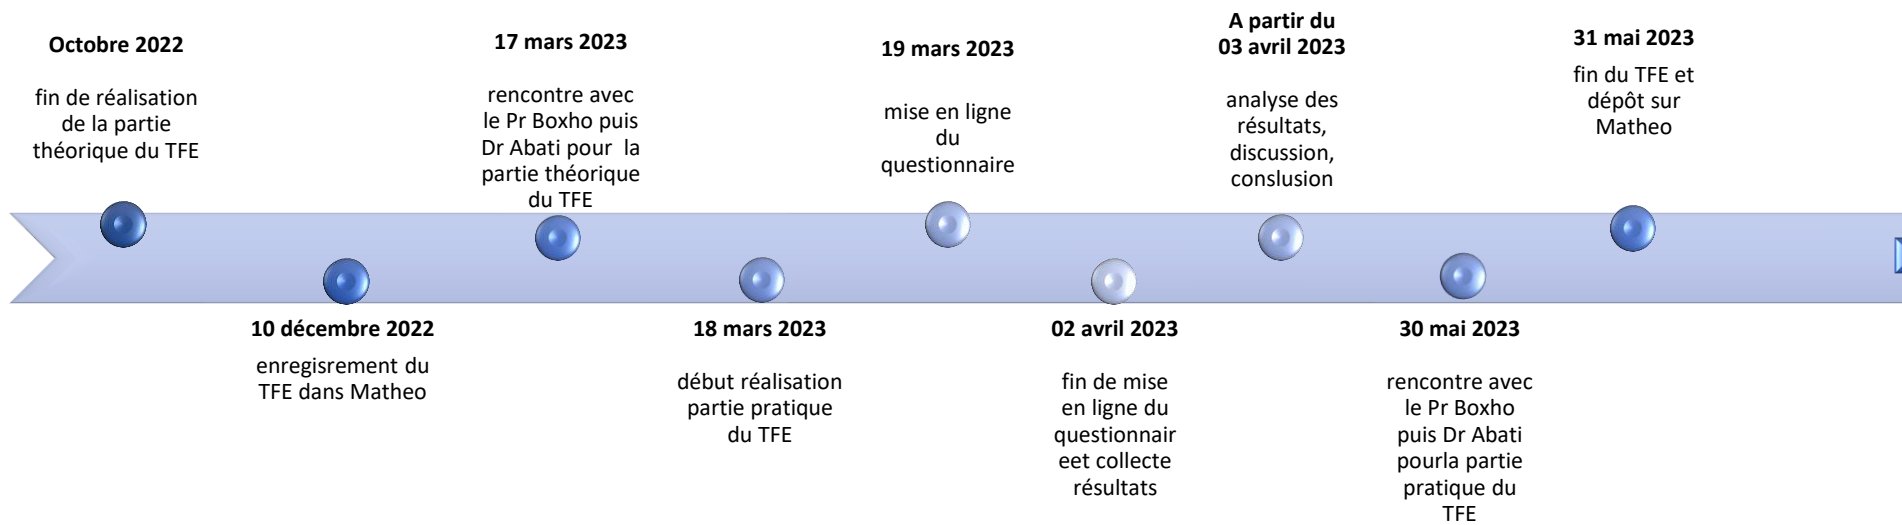 Octobre 2022
fin de réalisation
de la partie
théorique du TFE
10 décembre 2022
enregisrement du
TFE dans Matheo
17 mars 2023
rencontre avec
le Pr Boxho puis
Dr Abati pour  la
partie théorique
du TFE
18 mars 2023
début réalisation
partie pratique
du TFE
19 mars 2023
mise en ligne
du
questionnaire
02 avril 2023
fin de mise
en ligne du
questionnair
eet collecte
résultats
A partir du
03 avril 2023
analyse des
résultats,
discussion,
conslusion
30 mai 2023
rencontre avec
le Pr Boxho
puis Dr Abati
pourla partie
pratique du
TFE
31 mai 2023
fin du TFE et
dépôt sur
Matheo